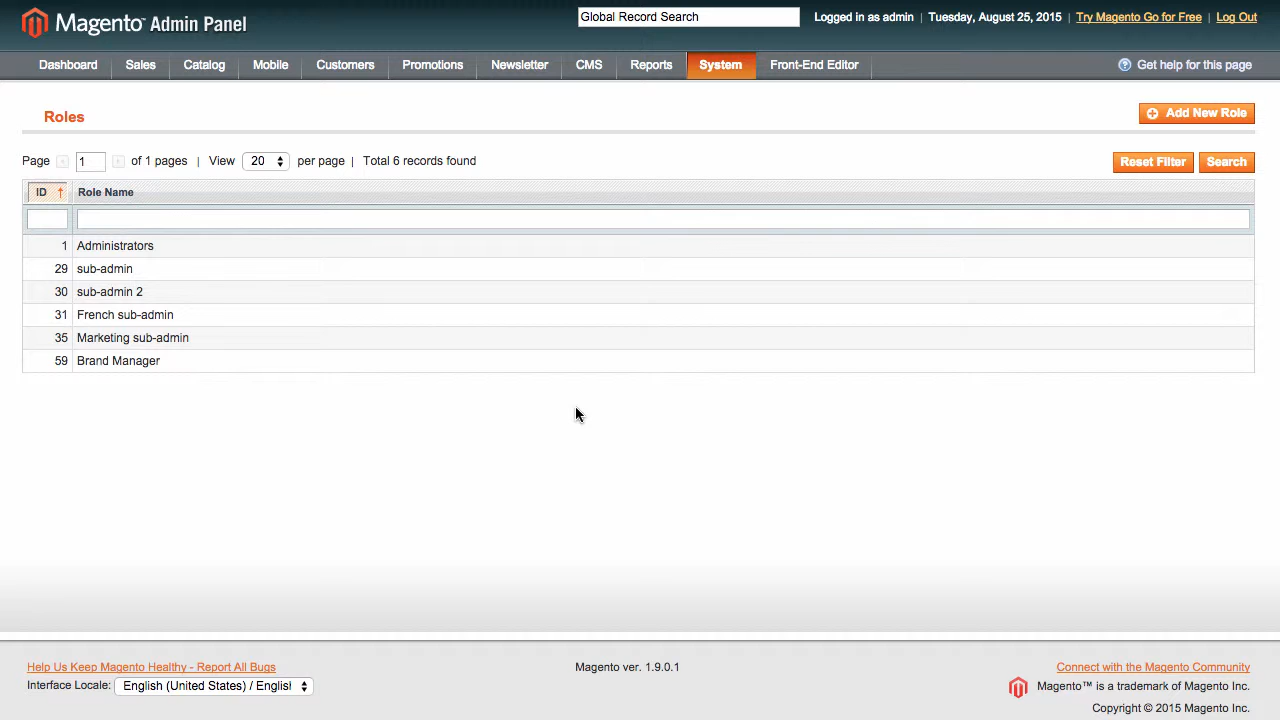 Magento™ Admin Panel
Global Record Search
Logged in as admin | Tuesday, August 25, 2015 | Try Magento Go for Free | Log Out
Dashboard Sales Catalog Mobile Customers Promotions Newsletter CMS Reports System Front-End Editor
Get help for this page
Roles
Add New Role
Page 1 of 1 pages | View 20 per page | Total 6 records found
Reset Filter Search
ID ↑ Role Name
1 Administrators
29 sub-admin
30 sub-admin 2
31 French sub-admin
35 Marketing sub-admin
59 Brand Manager
Help Us Keep Magento Healthy - Report All Bugs
Interface Locale: English (United States) / Englisl
Magento ver. 1.9.0.1
Connect with the Magento Community
Magento™ is a trademark of Magento Inc.
Copyright © 2015 Magento Inc.